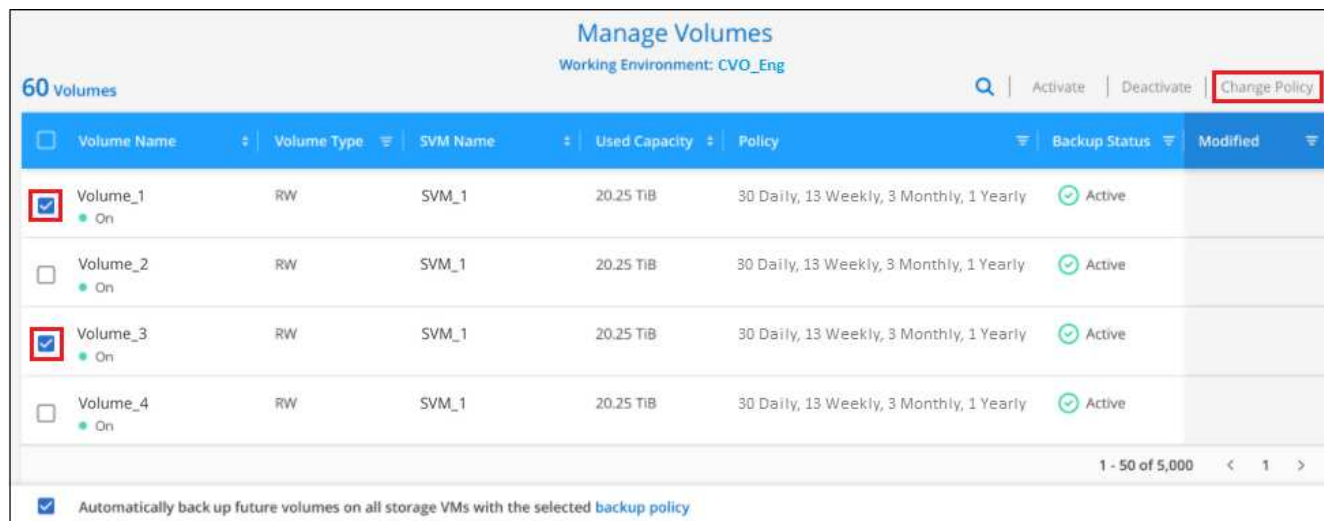 Manage Volumes
Working Environment: CVO_Eng
60 Volumes
Activate | Deactivate | Change Policy
Volume Name Volume Type SVM Name Used Capacity Policy Backup Status Modified
Volume_1 RW SVM_1 20.25 TiB 30 Daily, 13 Weekly, 3 Monthly, 1 Yearly Active
On
Volume_2 RW SVM_1 20.25 TiB 30 Daily, 13 Weekly, 3 Monthly, 1 Yearly Active
On
Volume_3 RW SVM_1 20.25 TiB 30 Daily, 13 Weekly, 3 Monthly, 1 Yearly Active
On
Volume_4 RW SVM_1 20.25 TiB 30 Daily, 13 Weekly, 3 Monthly, 1 Yearly Active
On
1 - 50 of 5,000 < 1 >
Automatically back up future volumes on all storage VMs with the selected backup policy